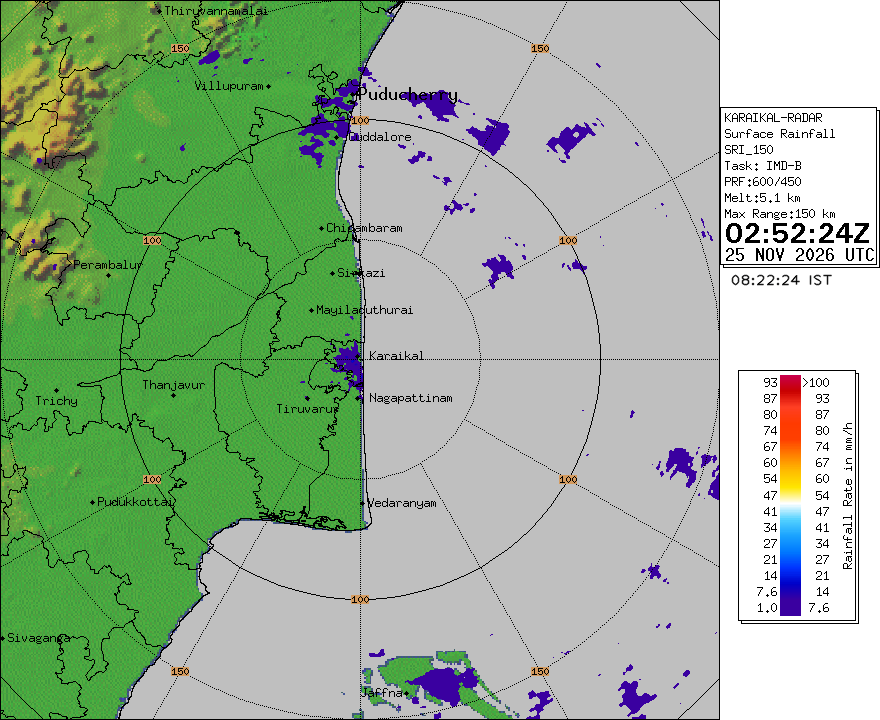 Thiruvannamalai
150
150
Villupuram
Puducherry
100
Cuddalore
KARAIKAL-RADAR
Surface Rainfall
SRI_150
Task: IMD-B
PRF:600/450
Melt:5.1 km
Max Range:150 km
02:52:24Z
25 NOV 2026 UTC
08:22:24 IST
Chidambaram
100
100
Perambalur
Sirkazi
Mayiladuthurai
Karaikal
Thanjavur
Trichy
Nagapattinam
Tiruvarur
100
100
Pudukkottai
Vedaranyam
100
Sivaganga
150
150
Jaffna
93 >100
87 93
80 87
74 80
67 74
60 67
54 60
47 54
41 47
34 41
27 34
21 27
14 21
7.6 14
1.0 7.6
Rainfall Rate in mm/h